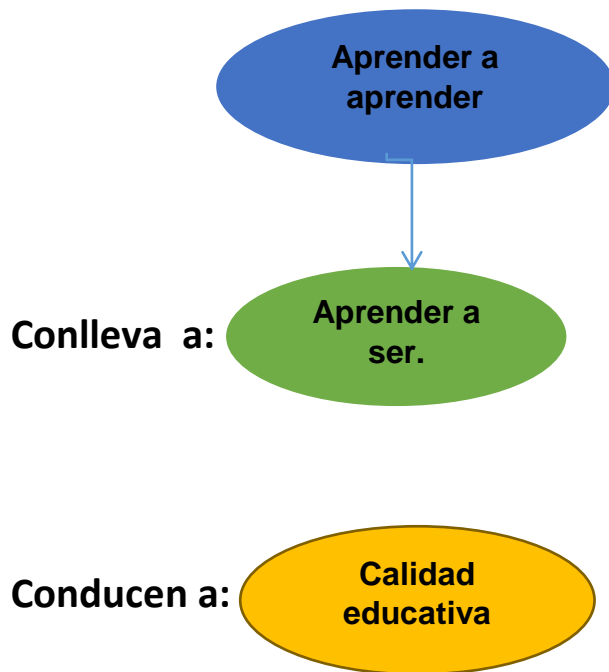 Aprender a
aprender
Conlleva  a:
Aprender a
ser.
Conducen a:
Calidad
educativa